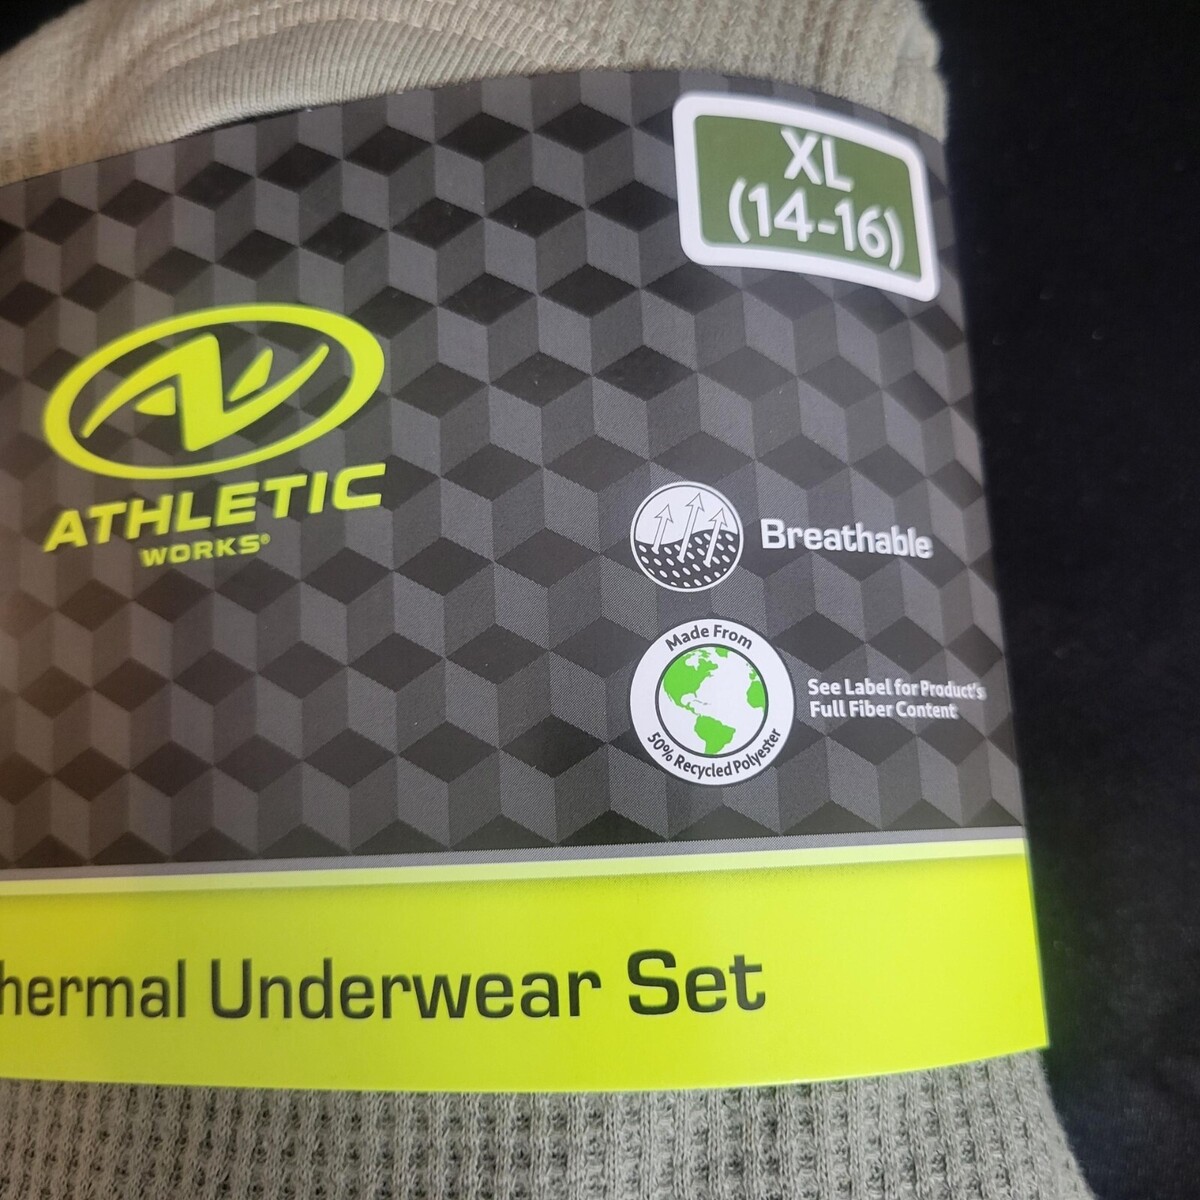 XL
(14-16)
ATHLETIC
WORKS®
Breathable
Made From
50% Recycled Polyester
See Label for Product's
Full Fiber Content
hermal Underwear Set